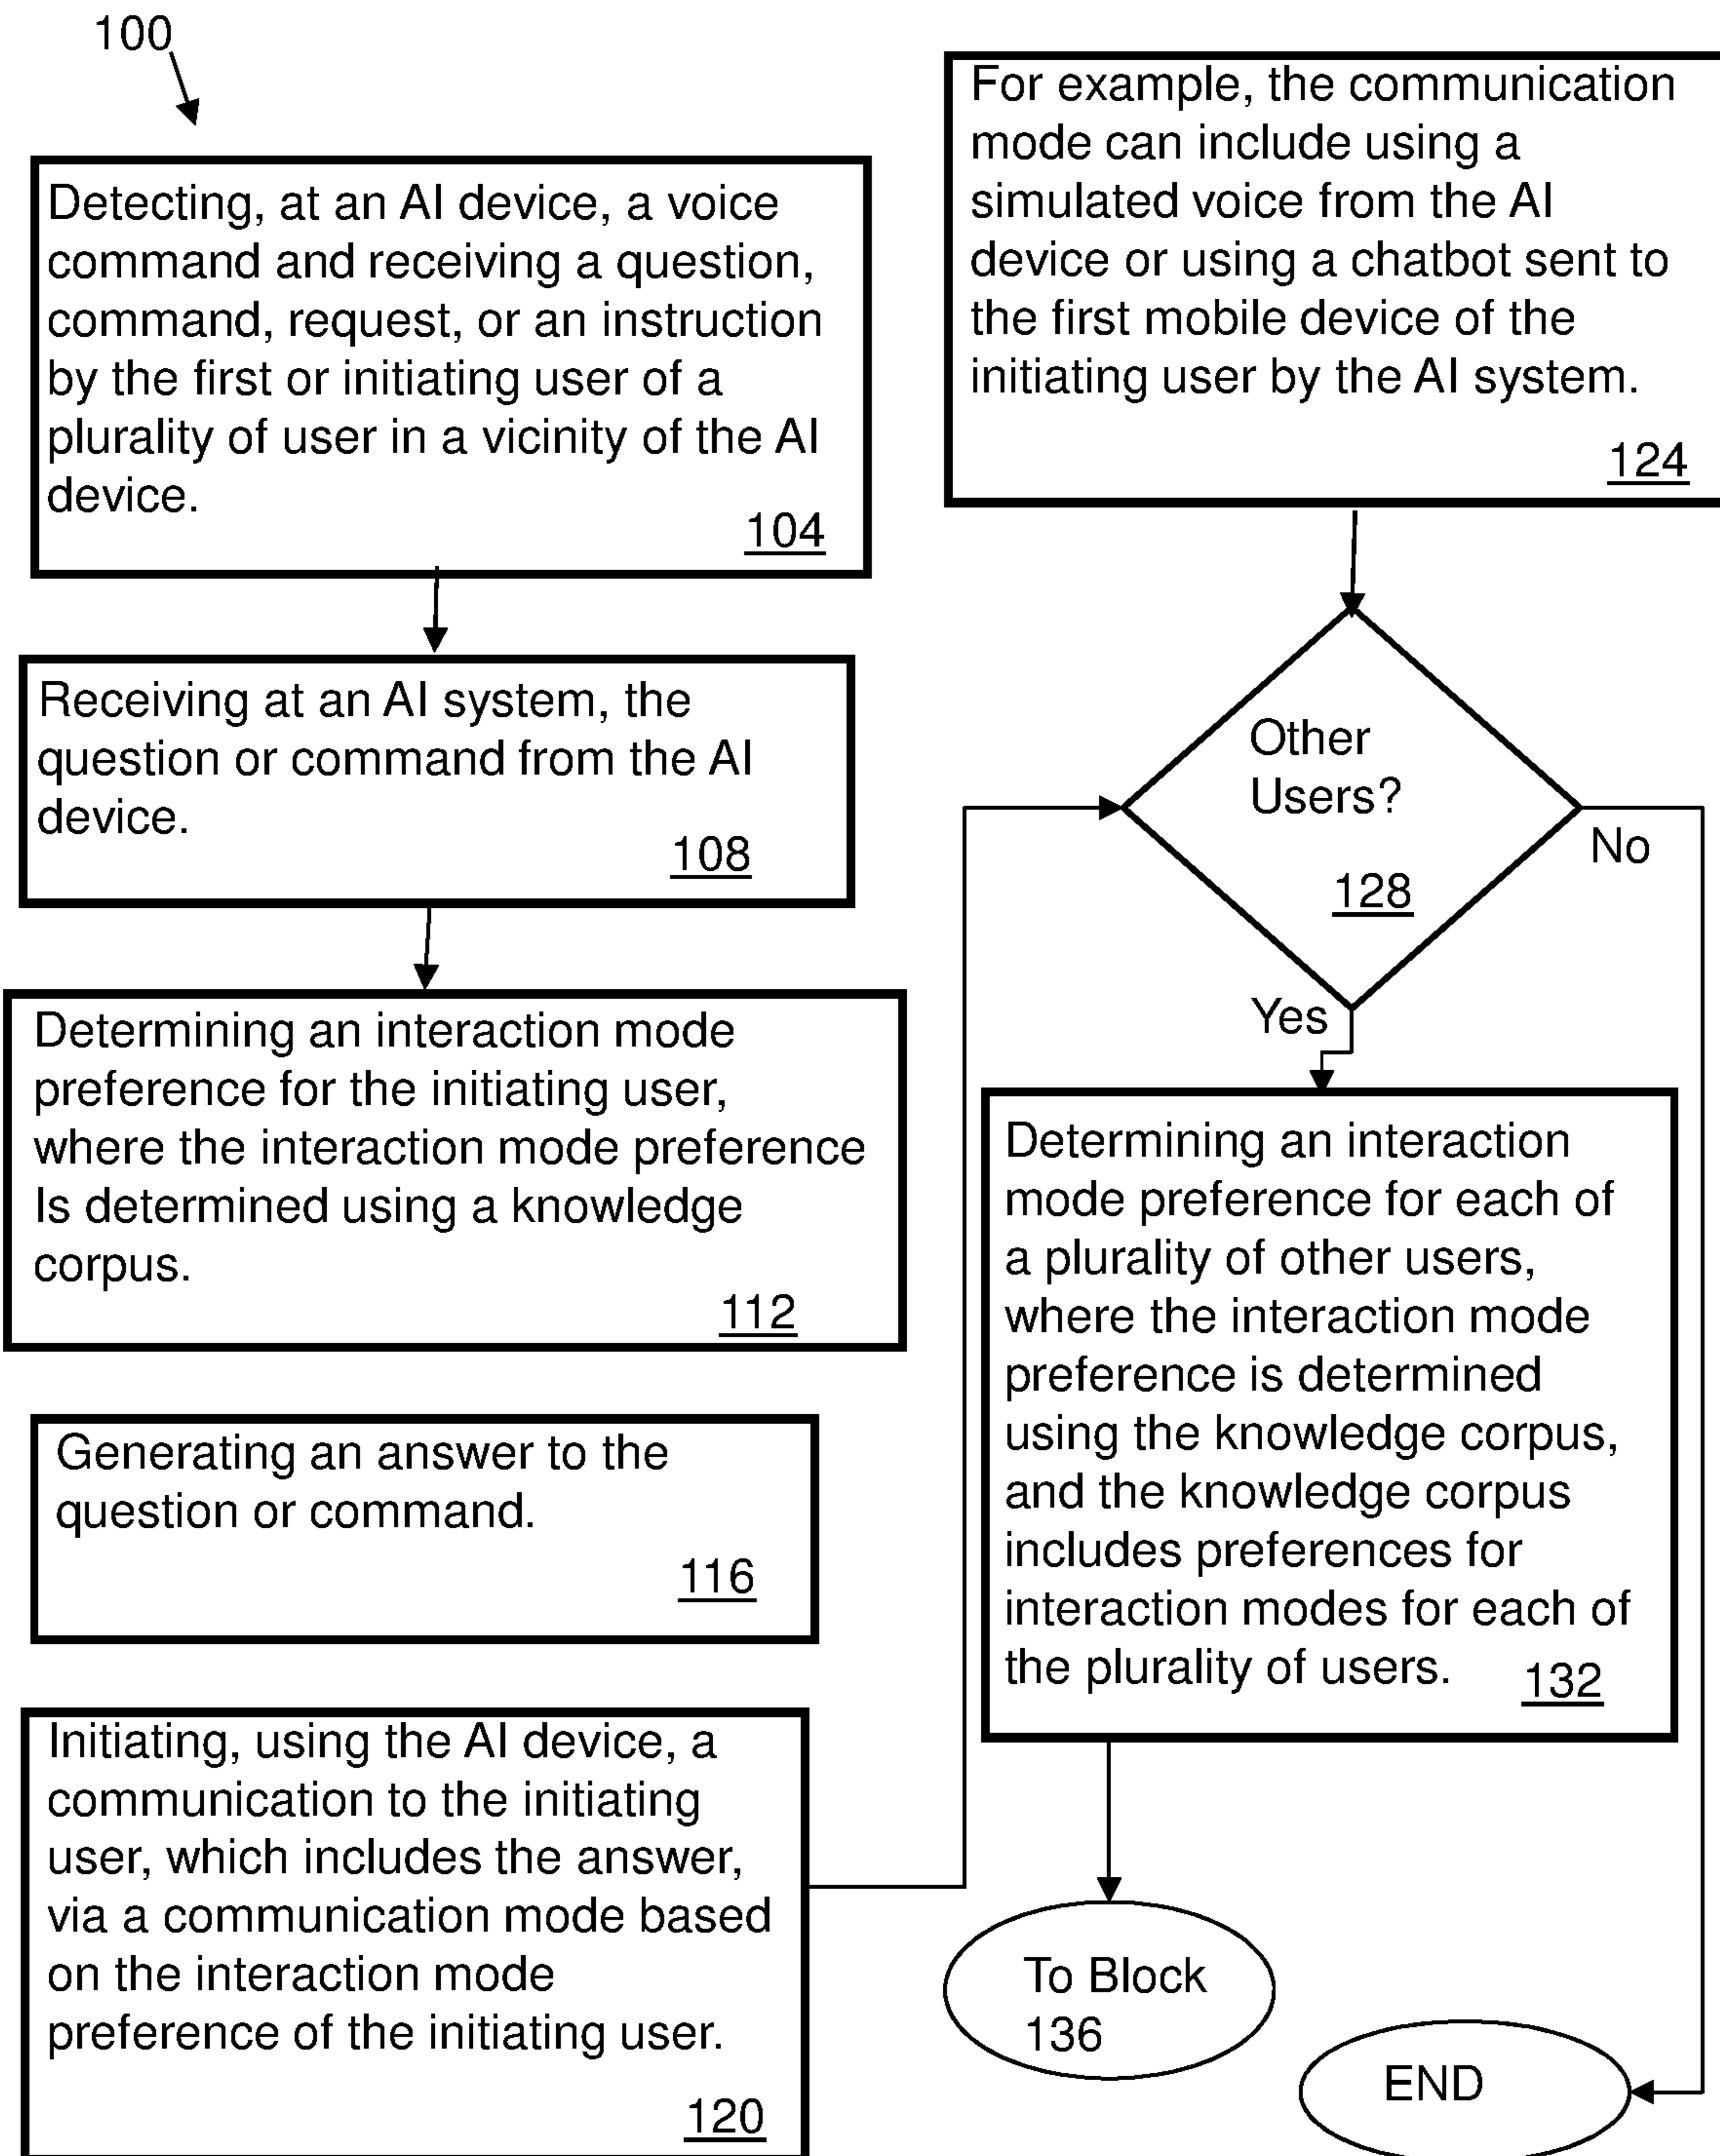 100
Detecting, at an AI device, a voice
command and receiving a question,
command, request, or an instruction
by the first or initiating user of a
plurality of user in a vicinity of the AI
device.
104
Receiving at an AI system, the
question or command from the AI
device.
108
Determining an interaction mode
preference for the initiating user,
where the interaction mode preference
Is determined using a knowledge
corpus.
112
Generating an answer to the
question or command.
116
Initiating, using the AI device, a
communication to the initiating
user, which includes the answer,
via a communication mode based
on the interaction mode
preference of the initiating user.
120
For example, the communication
mode can include using a
simulated voice from the AI
device or using a chatbot sent to
the first mobile device of the
initiating user by the AI system.
124
Other
Users?
128
No
Yes
Determining an interaction
mode preference for each of
a plurality of other users,
where the interaction mode
preference is determined
using the knowledge corpus,
and the knowledge corpus
includes preferences for
interaction modes for each of
the plurality of users.
132
To Block
136
END